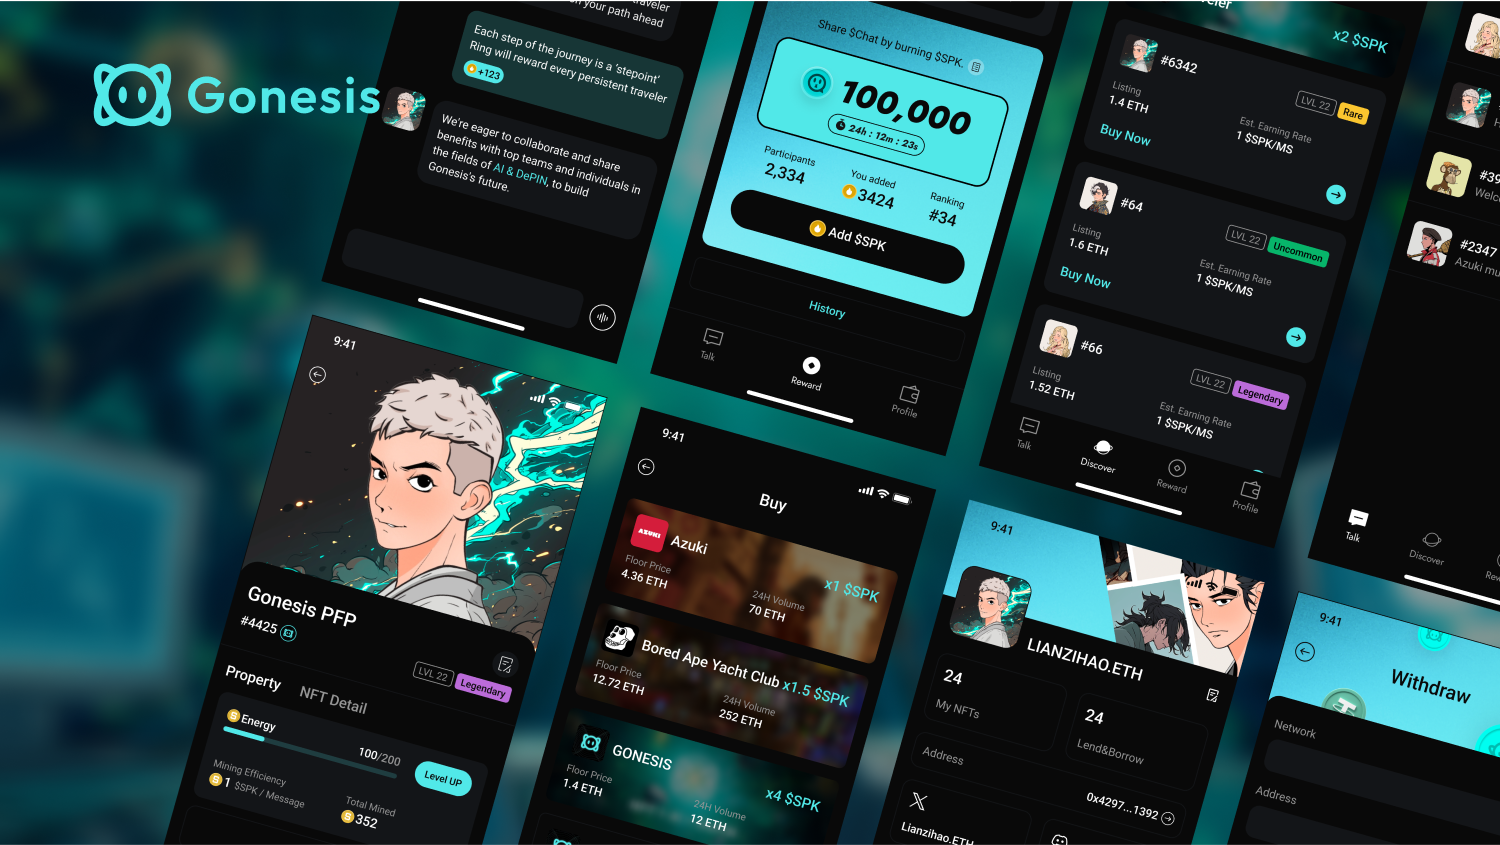 Gonesis
traveler
on your path ahead
Each step of the journey is a 'stepoint'
Ring will reward every persistent traveler
+123
We're eager to collaborate and share
benefits with top teams and individuals in
the fields of AI & DePIN, to build
Gonesis's future.
Share $Chat by burning $SPK.
100,000
24h : 12m : 23s
Participants
2,334
You added
3424
Ranking
#34
Add $SPK
History
Talk
Reward
Profile
x2 $SPK
#6342
LVL 22
Rare
Listing
1.4 ETH
Est. Earning Rate
1 $SPK/MS
Buy Now
#64
LVL 22
Uncommon
Listing
1.6 ETH
Est. Earning Rate
1 $SPK/MS
Buy Now
#66
LVL 22
Legendary
Listing
1.52 ETH
Est. Earning Rate
1 $SPK/MS
Talk
Discover
Reward
Profile
#39
Welco
#2347
Azuki mu
Talk
Discover
Rew
9:41
Gonesis PFP
#4425
LVL 22
Legendary
Property
NFT Detail
Energy
100/200
Level UP
Mining Efficiency
1 $SPK / Message
Total Mined
352
9:41
Buy
AZUKI
Azuki
Floor Price
4.36 ETH
24H Volume
70 ETH
x1 $SPK
Bored Ape Yacht Club
x1.5 $SPK
Floor Price
12.72 ETH
24H Volume
252 ETH
GONESIS
Floor Price
1.4 ETH
x4 $SPK
24H Volume
12 ETH
9:41
LIANZIHAO.ETH
24
My NFTs
24
Lend&Borrow
Address
0x4297...1392
X
Lianzihao.ETH
9:41
Withdraw
Network
Address